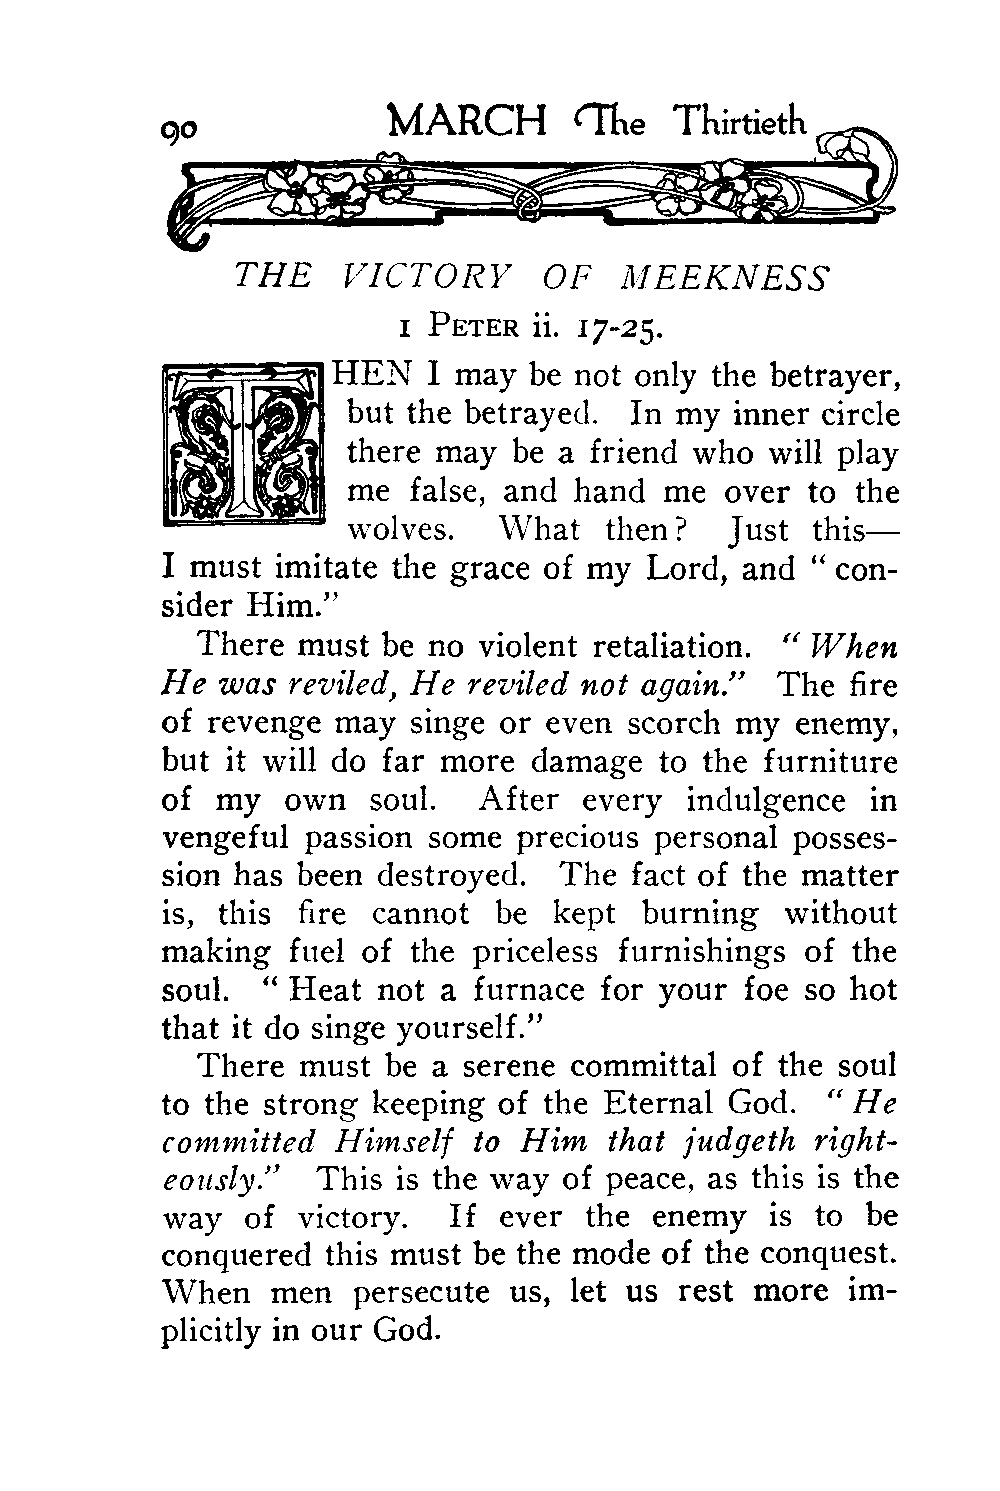 90 MARCH The Thirtieth
THE VICTORY OF MEEKNESS
1 PETER ii. 17-25.
THEN I may be not only the betrayer,
but the betrayed. In my inner circle
there may be a friend who will play
me false, and hand me over to the
wolves. What then? Just this—
I must imitate the grace of my Lord, and “con-
sider Him.”
There must be no violent retaliation. “When
He was reviled, He reviled not again.” The fire
of revenge may singe or even scorch my enemy,
but it will do far more damage to the furniture
of my own soul. After every indulgence in
vengeful passion some precious personal posses-
sion has been destroyed. The fact of the matter
is, this fire cannot be kept burning without
making fuel of the priceless furnishings of the
soul. “Heat not a furnace for your foe so hot
that it do singe yourself.”
There must be a serene committal of the soul
to the strong keeping of the Eternal God. “He
committed Himself to Him that judgeth right-
eously.” This is the way of peace, as this is the
way of victory. If ever the enemy is to be
conquered this must be the mode of the conquest.
When men persecute us, let us rest more im-
plicitly in our God.